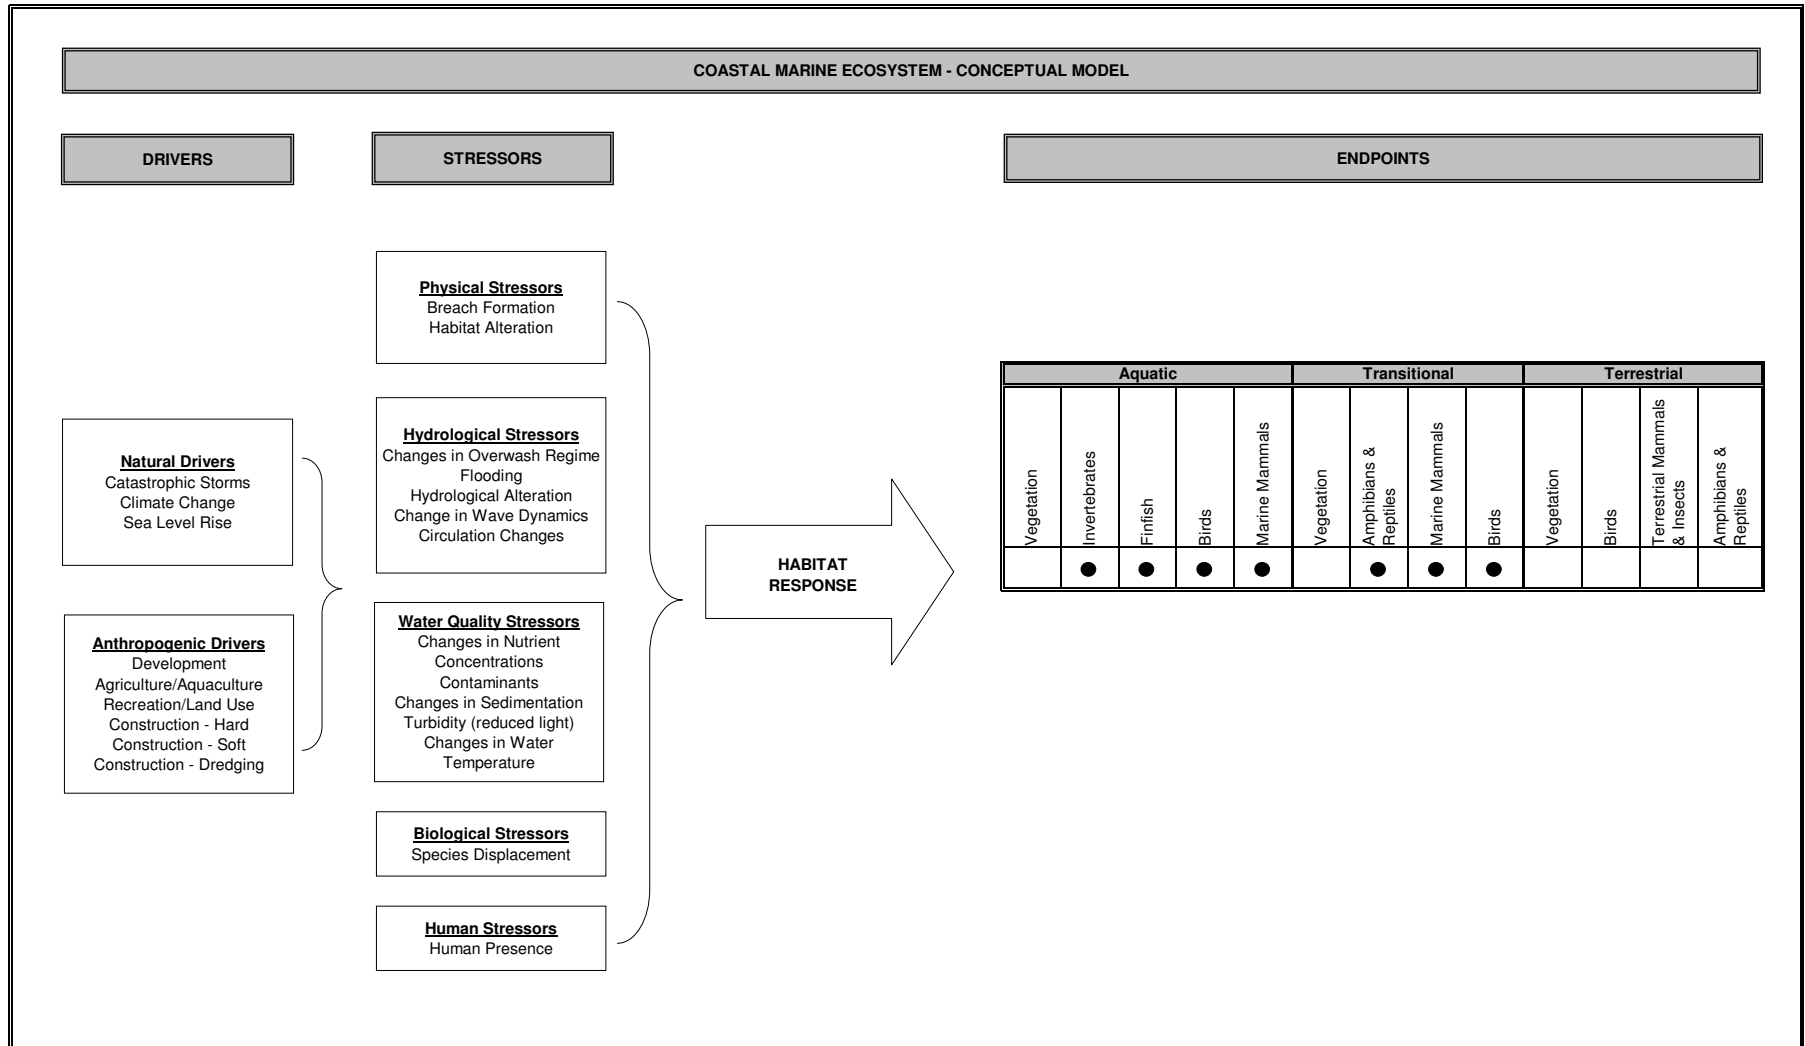 COASTAL MARINE ECOSYSTEM - CONCEPTUAL MODEL
DRIVERS
STRESSORS
ENDPOINTS
Natural Drivers
Catastrophic Storms
Climate Change
Sea Level Rise
Anthropogenic Drivers
Development
Agriculture/Aquaculture
Recreation/Land Use
Construction - Hard
Construction - Soft
Construction - Dredging
Physical Stressors
Breach Formation
Habitat Alteration
Hydrological Stressors
Changes in Overwash Regime
Flooding
Hydrological Alteration
Change in Wave Dynamics
Circulation Changes
Water Quality Stressors
Changes in Nutrient
Concentrations
Contaminants
Changes in Sedimentation
Turbidity (reduced light)
Changes in Water
Temperature
Biological Stressors
Species Displacement
Human Stressors
Human Presence
HABITAT
RESPONSE
Aquatic
Transitional
Terrestrial
Vegetation
Invertebrates
Finfish
Birds
Marine Mammals
Vegetation
Amphibians &
Reptiles
Marine Mammals
Birds
Vegetation
Birds
Terrestrial Mammals
& Insects
Amphibians &
Reptiles